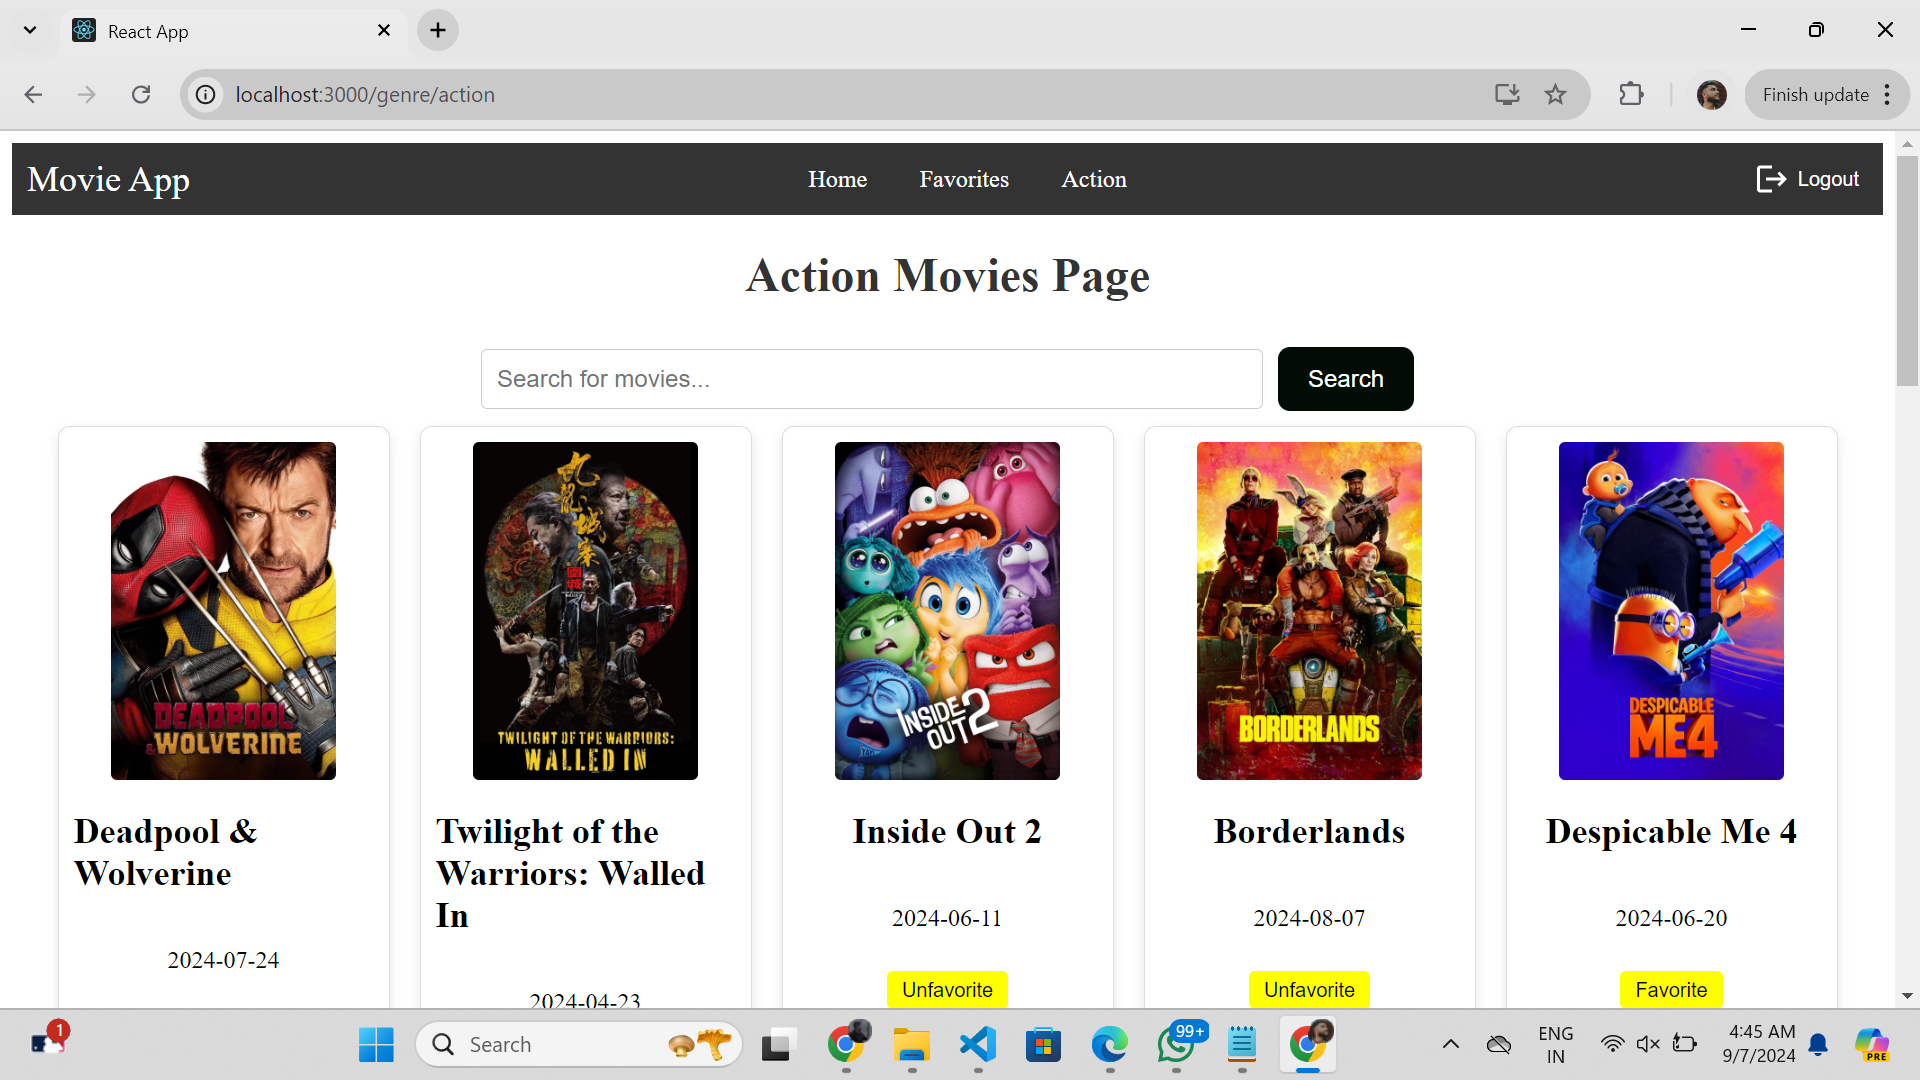 React App
localhost:3000/genre/action
Finish update
Movie App
Home
Favorites
Action
Logout
Action Movies Page
Search for movies...
Search
DEADPOOL
& WOLVERINE
九龍城寨
TWILIGHT OF THE WARRIORS:
WALLED IN
INSIDE
OUT 2
BORDERLANDS
DESPICABLE
ME 4
Deadpool &
Wolverine
2024-07-24
Twilight of the
Warriors: Walled
In
2024-04-23
Inside Out 2
2024-06-11
Unfavorite
Borderlands
2024-08-07
Unfavorite
Despicable Me 4
2024-06-20
Favorite
1
Search
99+
ENG
IN
4:45 AM
9/7/2024
PRE